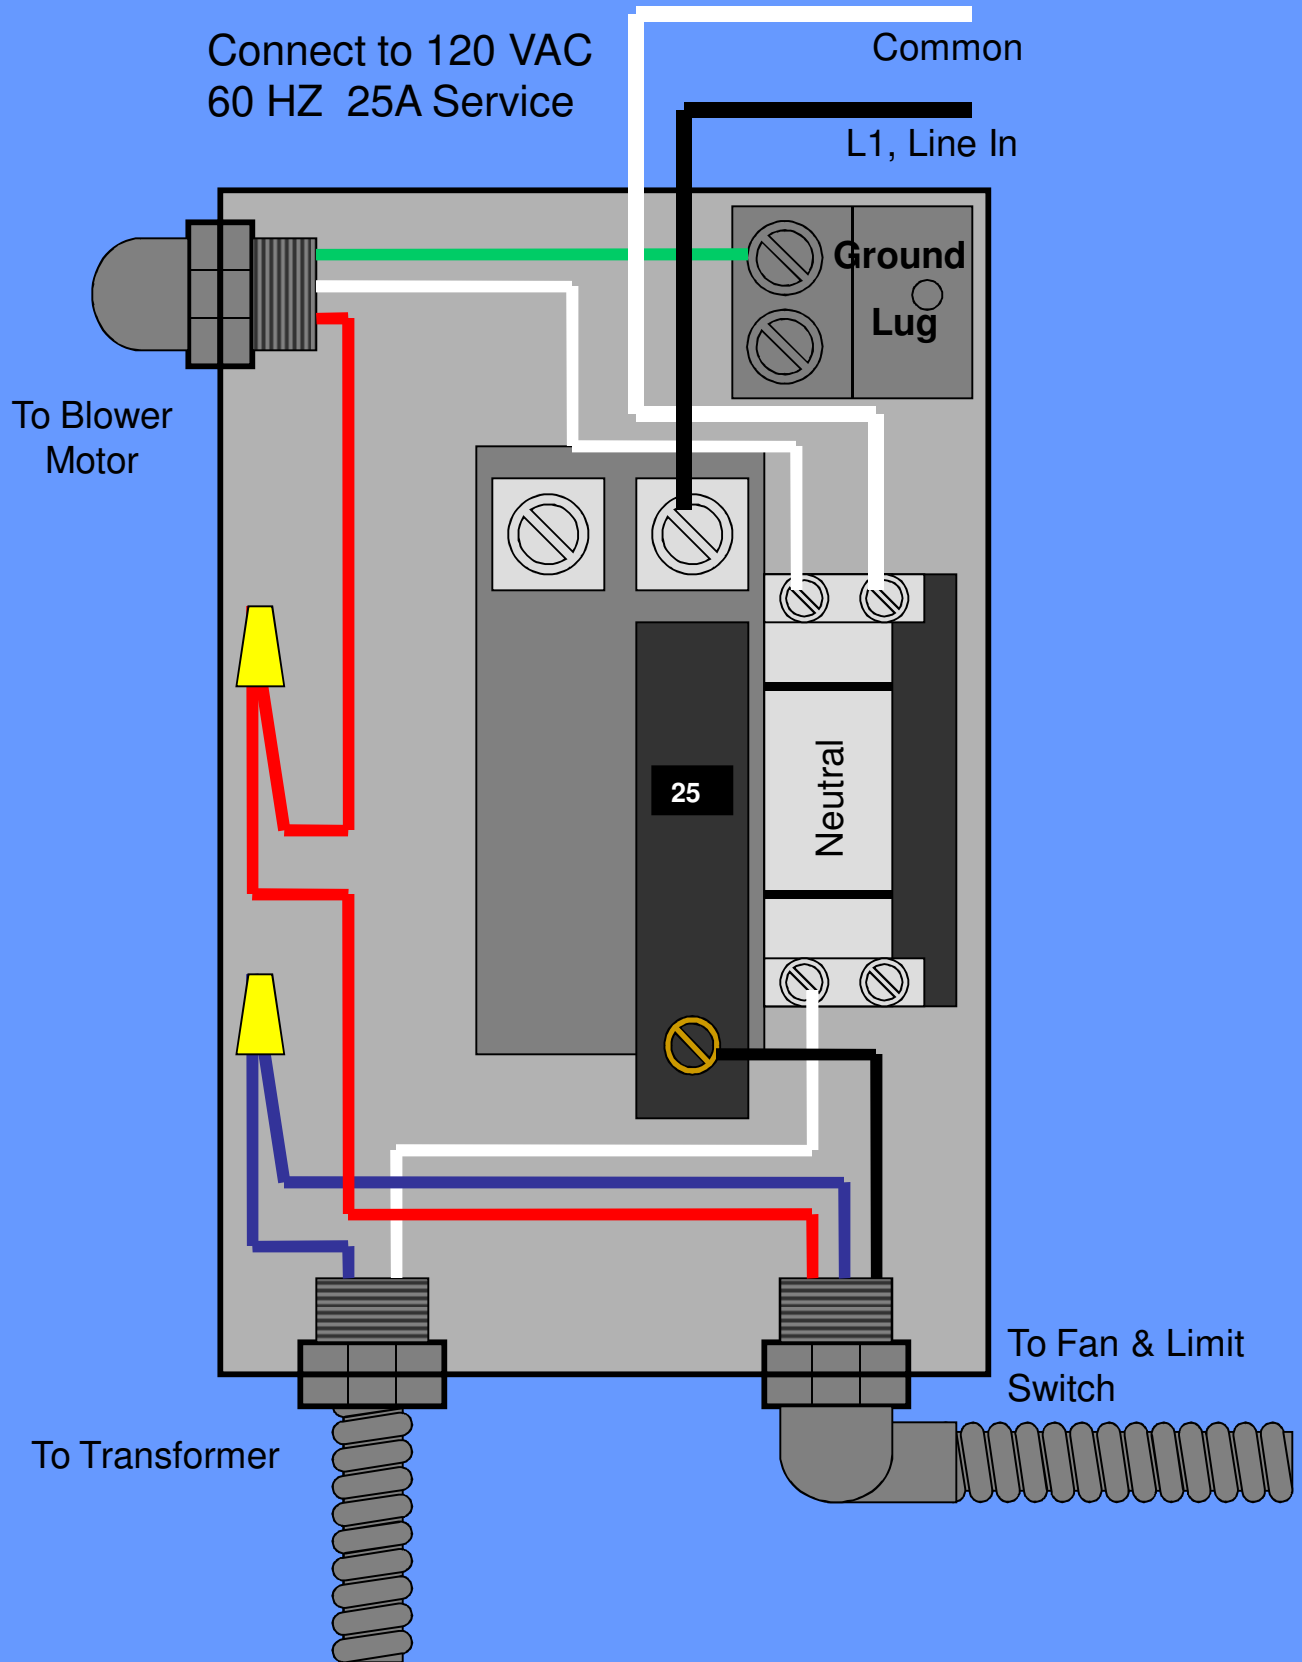 Connect to 120 VAC
60 HZ 25A Service
Common
L1, Line In
Ground
Lug
To Blower
Motor
25
Neutral
To Fan & Limit
Switch
To Transformer